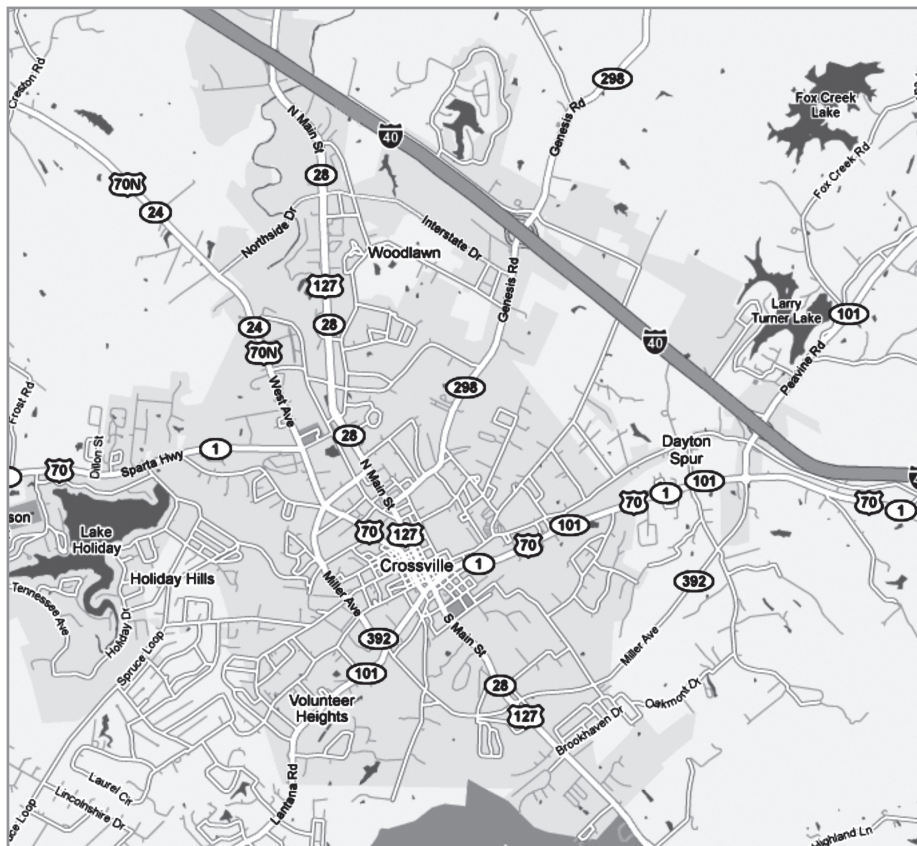 298
Creston Rd
Genesis Rd
Fox Creek
Lake
N Main St
40
28
Fox Creek Rd
70N
24
Northside Dr
Interstate Dr
Woodlawn
127
Genesis Rd
Larry
Turner Lake
101
24
28
40
70N
Peavine Rd
West Ave
298
Frost Rd
Dillon St
28
1
Dayton
Spur
70
Sparta Hwy
N Main St
101
1
70
70
1
son
101
Lake
Holiday
70
127
70
Crossville
1
Holiday Hills
Miller Ave
392
Tennessee Ave
Holiday Dr
S Main St
392
Spruce Loop
101
Miller Ave
28
Volunteer
Heights
127
Oakmont Dr
Brookhaven Dr
Laurel Cir
Lantana Rd
Lincolnshire Dr
uce Loop
Highland Ln